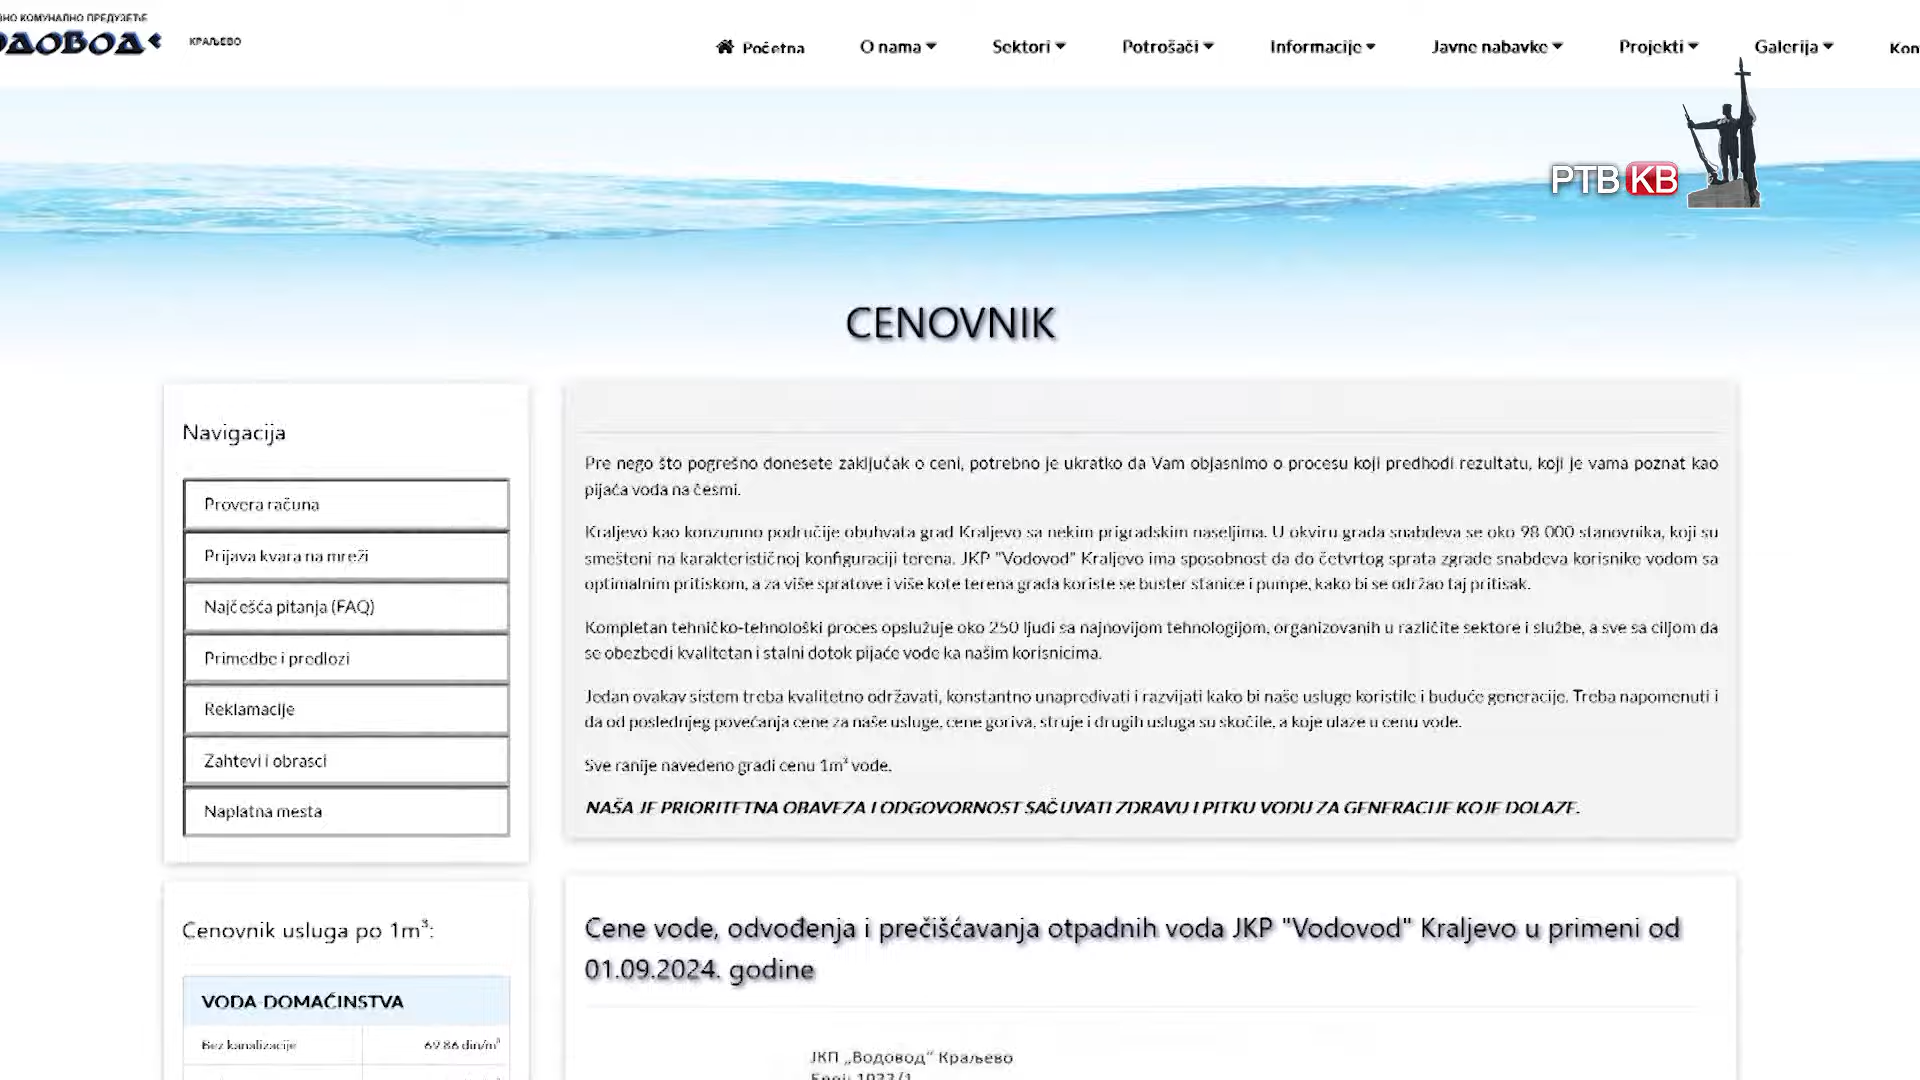 КОМУНАЛНО ПРЕДУЗЕЋЕ
КРАЉЕВО
Početna
O nama
Sektori
Potrošači
Informacije
Javne nabavke
Projekti
Galerija
Kon
РТВ КВ
CENOVNIK
Navigacija
Provera računa
Prijava kvara na mreži
Najčešća pitanja (FAQ)
Primedbe i predlozi
Reklamacije
Zahtevi i obrasci
Naplatna mesta
Pre nego što pogrešno donesete zaključak o ceni, potrebno je ukratko da Vam objasnimo o procesu koji predhodi rezultatu, koji je vama poznat kao
pijaća voda na česmi.
Kraljevo kao konzumno područije obuhvata grad Kraljevo sa nekim prigradskim naseljima. U okviru grada snabdeva se oko 98 000 stanovnika, koji su
smešteni na karakterističnoj konfiguraciji terena. JKP "Vodovod" Kraljevo ima sposobnost da do četvrtog sprata zgrade snabdeva korisnike vodom sa
optimalnim pritiskom, a za više spratove i više kote terena grada koriste se buster stanice i pumpe, kako bi se održao taj pritisak.
Kompletan tehničko-tehnološki proces opslužuje oko 250 ljudi sa najnovijom tehnologijom, organizovanih u različite sektore i službe, a sve sa ciljom da
se obezbedi kvalitetan i stalni dotok pijaće vode ka našim korisnicima.
Jedan ovakav sistem treba kvalitetno održavati, konstantno unapređivati i razvijati kako bi naše usluge koristile i buduće generacije. Treba napomenuti i
da od poslednjeg povećanja cene za naše usluge, cene goriva, struje i drugih usluga su skočile, a koje ulaze u cenu vode.
Sve ranije navedeno gradi cenu 1m³ vode.
NAŠA JE PRIORITETNA OBAVEZA I ODGOVORNOST SAČUVATI ZDRAVU I PITKU VODU ZA GENERACIJE KOJE DOLAZE.
Cenovnik usluga po 1m³:
VODA DOMAĆINSTVA
Bez kanalizacije 69.86 din/m³
Cene vode, odvođenja i prečišćavanja otpadnih voda JKP "Vodovod" Kraljevo u primeni od
01.09.2024. godine
ЈКП „Водовод“ Краљево